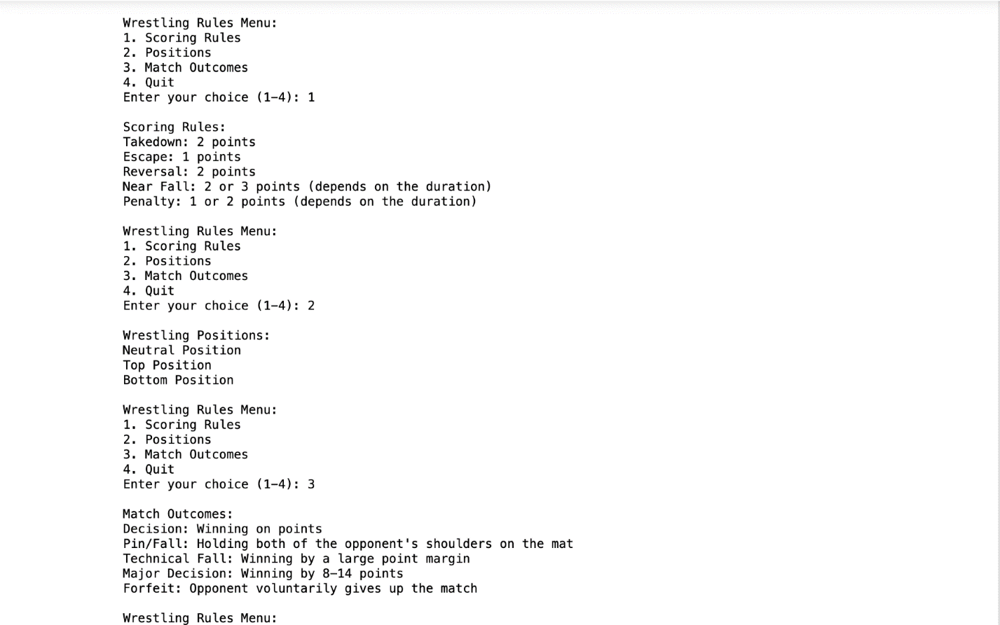 Wrestling Rules Menu:
1. Scoring Rules
2. Positions
3. Match Outcomes
4. Quit
Enter your choice (1–4): 1
Scoring Rules:
Takedown: 2 points
Escape: 1 points
Reversal: 2 points
Near Fall: 2 or 3 points (depends on the duration)
Penalty: 1 or 2 points (depends on the duration)
Wrestling Rules Menu:
1. Scoring Rules
2. Positions
3. Match Outcomes
4. Quit
Enter your choice (1–4): 2
Wrestling Positions:
Neutral Position
Top Position
Bottom Position
Wrestling Rules Menu:
1. Scoring Rules
2. Positions
3. Match Outcomes
4. Quit
Enter your choice (1–4): 3
Match Outcomes:
Decision: Winning on points
Pin/Fall: Holding both of the opponent's shoulders on the mat
Technical Fall: Winning by a large point margin
Major Decision: Winning by 8–14 points
Forfeit: Opponent voluntarily gives up the match
Wrestling Rules Menu: